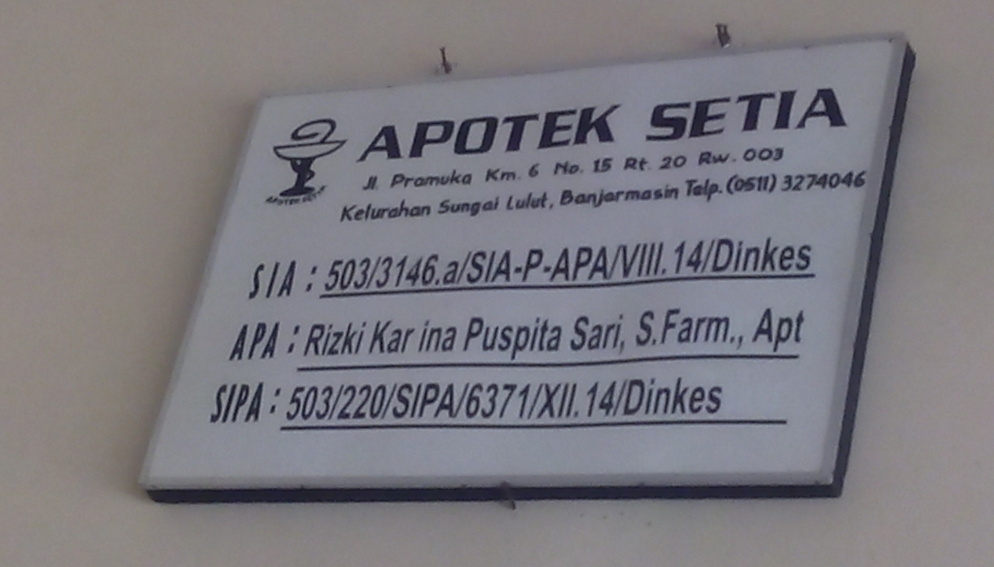 APOTEK SETIA
Jl. Pramuka Km. 6 No. 15 Rt. 20 Rw. 003
Kelurahan Sungai Lulut, Banjarmasin Telp. (0511) 3274046
SIA : 503/3146.a/SIA-P-APA/VIII.14/Dinkes
APA : Rizki Kar ina Puspita Sari, S.Farm., Apt
SIPA : 503/220/SIPA/6371/XII.14/Dinkes